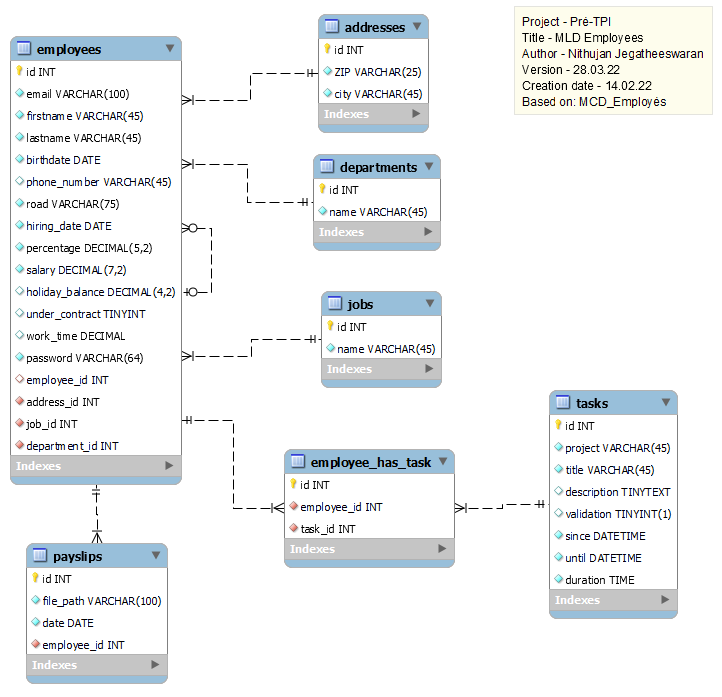 Project - Pré-TPI
Title - MLD Employees
Author - Nithujan Jegatheeswaran
Version - 28.03.22
Creation date - 14.02.22
Based on: MCD_Employés
employees
id INT
email VARCHAR(100)
firstname VARCHAR(45)
lastname VARCHAR(45)
birthdate DATE
phone_number VARCHAR(45)
road VARCHAR(75)
hiring_date DATE
percentage DECIMAL(5,2)
salary DECIMAL(7,2)
holiday_balance DECIMAL(4,2)
under_contract TINYINT
work_time DECIMAL
password VARCHAR(64)
employee_id INT
address_id INT
job_id INT
department_id INT
Indexes
addresses
id INT
ZIP VARCHAR(25)
city VARCHAR(45)
Indexes
departments
id INT
name VARCHAR(45)
Indexes
jobs
id INT
name VARCHAR(45)
Indexes
tasks
id INT
project VARCHAR(45)
title VARCHAR(45)
description TINYTEXT
validation TINYINT(1)
since DATETIME
until DATETIME
duration TIME
Indexes
employee_has_task
id INT
employee_id INT
task_id INT
Indexes
payslips
id INT
file_path VARCHAR(100)
date DATE
employee_id INT
Indexes